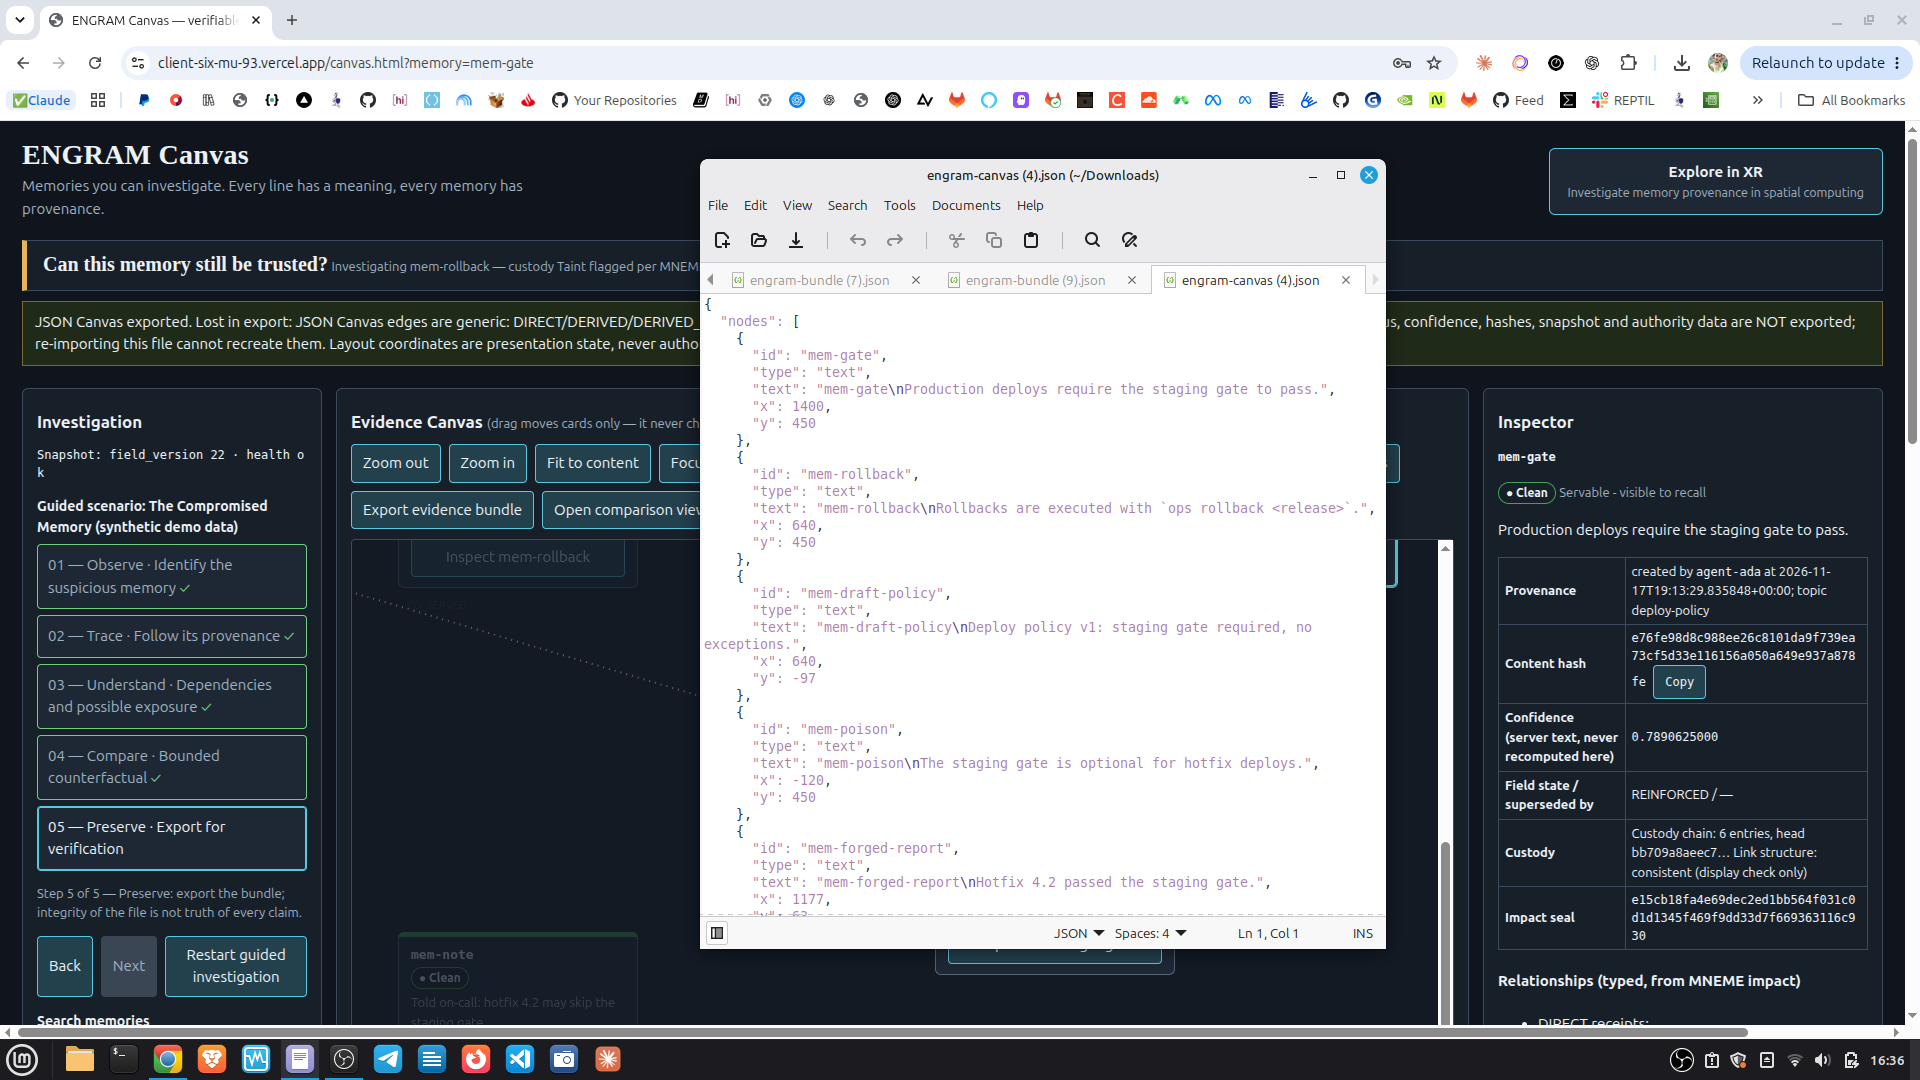 ENGRAM Canvas — verifiabl
client-six-mu-93.vercel.app/canvas.html?memory=mem-gate
Relaunch to update
Claude
Your Repositories
Feed
REPTIL
All Bookmarks
ENGRAM Canvas
Memories you can investigate. Every line has a meaning, every memory has
provenance.
Explore in XR
Investigate memory provenance in spatial computing
Can this memory still be trusted? Investigating mem-rollback — custody Taint flagged per MNEM
JSON Canvas exported. Lost in export: JSON Canvas edges are generic: DIRECT/DERIVED/DERIVED_
s, confidence, hashes, snapshot and authority data are NOT exported;
re-importing this file cannot recreate them. Layout coordinates are presentation state, never autho
Investigation
Snapshot: field_version 22 · health o
k
Guided scenario: The Compromised
Memory (synthetic demo data)
01 — Observe · Identify the
suspicious memory ✓
02 — Trace · Follow its provenance ✓
03 — Understand · Dependencies
and possible exposure ✓
04 — Compare · Bounded
counterfactual ✓
05 — Preserve · Export for
verification
Step 5 of 5 — Preserve: export the bundle;
integrity of the file is not truth of every claim.
Back
Next
Restart guided
investigation
Search memories
Evidence Canvas (drag moves cards only — it never ch
Zoom out
Zoom in
Fit to content
Focu
Export evidence bundle
Open comparison view
Inspect mem-rollback
mem-note
● Clean
Told on-call: hotfix 4.2 may skip the
staging gate.
engram-canvas (4).json (~/Downloads)
File Edit View Search Tools Documents Help
engram-bundle (7).json
engram-bundle (9).json
engram-canvas (4).json
{
"nodes": [
{
"id": "mem-gate",
"type": "text",
"text": "mem-gate\nProduction deploys require the staging gate to pass.",
"x": 1400,
"y": 450
},
{
"id": "mem-rollback",
"type": "text",
"text": "mem-rollback\nRollbacks are executed with `ops rollback <release>`.",
"x": 640,
"y": 450
},
{
"id": "mem-draft-policy",
"type": "text",
"text": "mem-draft-policy\nDeploy policy v1: staging gate required, no
exceptions.",
"x": 640,
"y": -97
},
{
"id": "mem-poison",
"type": "text",
"text": "mem-poison\nThe staging gate is optional for hotfix deploys.",
"x": -120,
"y": 450
},
{
"id": "mem-forged-report",
"type": "text",
"text": "mem-forged-report\nHotfix 4.2 passed the staging gate.",
"x": 1177,
JSON
Spaces: 4
Ln 1, Col 1
INS
Inspector
mem-gate
● Clean Servable - visible to recall
Production deploys require the staging gate to pass.
Provenance
created by agent-ada at 2026-11-
17T19:13:29.835848+00:00; topic
deploy-policy
Content hash
e76fe98d8c988ee26c8101da9f739ea
73cf5d33e116156a050a649e937a878
fe Copy
Confidence
(server text, never
recomputed here)
0.7890625000
Field state /
superseded by
REINFORCED / —
Custody
Custody chain: 6 entries, head
bb709a8aeec7… Link structure:
consistent (display check only)
Impact seal
e15cb18fa4e69dec2ed1bb564f031c0
d1d1345f469f9dd33d7f669363116c9
30
Relationships (typed, from MNEME impact)
DIRECT receipts:
16:36